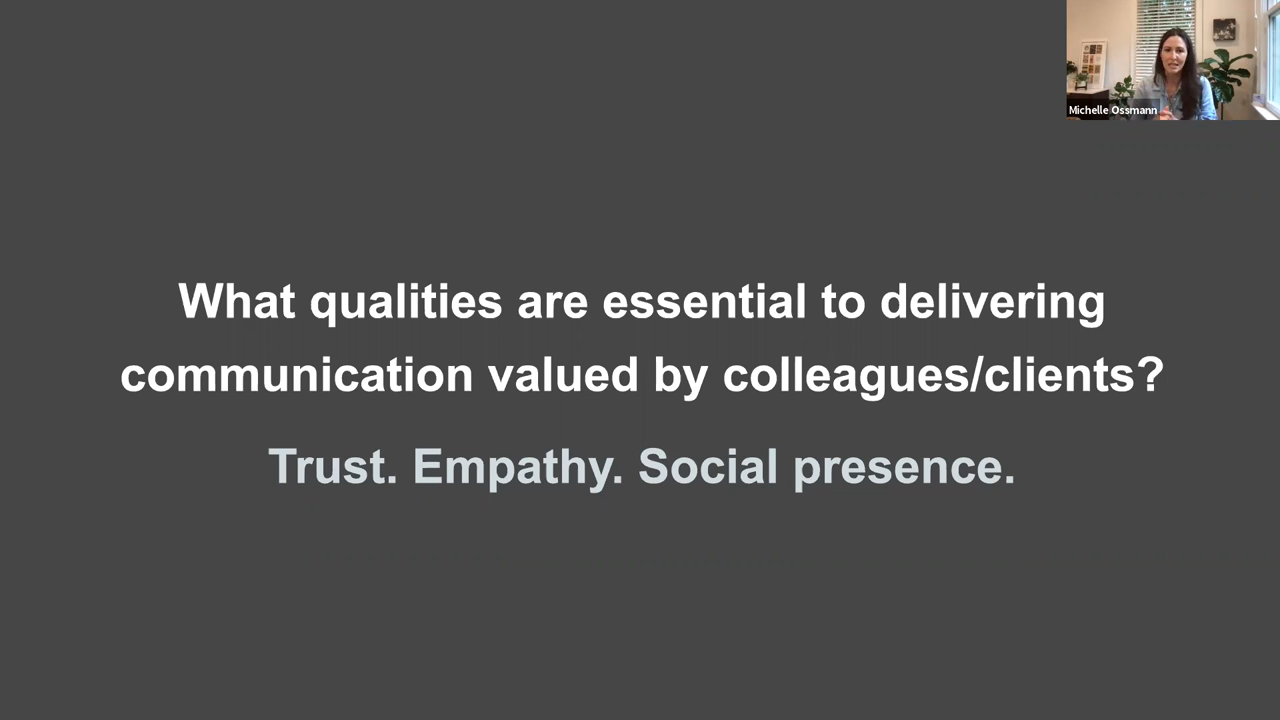 Michelle Ossmann
What qualities are essential to delivering
communication valued by colleagues/clients?
Trust. Empathy. Social presence.